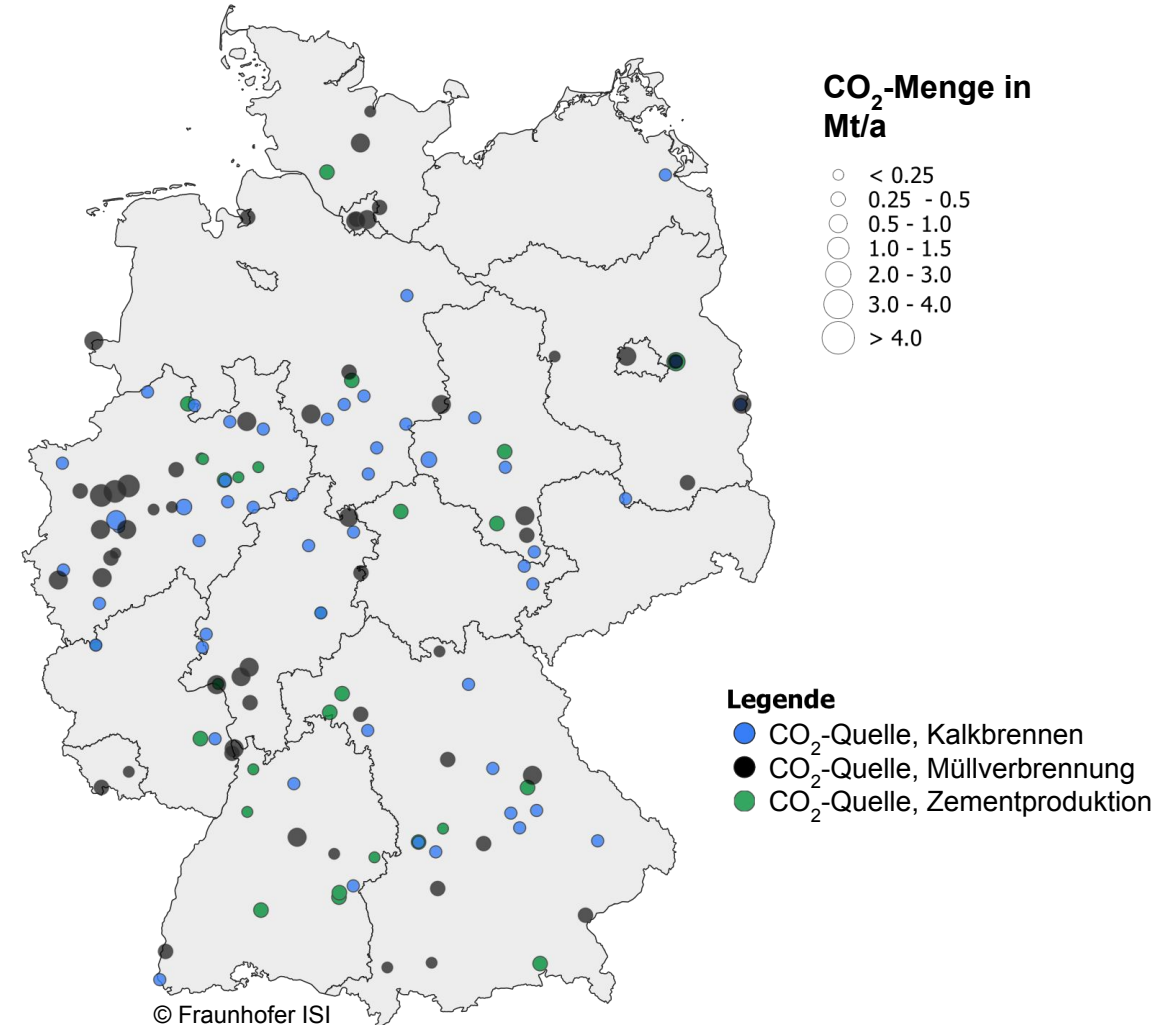 CO₂-Menge in
Mt/a
< 0.25
0.25 - 0.5
0.5 - 1.0
1.0 - 1.5
2.0 - 3.0
3.0 - 4.0
> 4.0
Legende
CO₂-Quelle, Kalkbrennen
CO₂-Quelle, Müllverbrennung
CO₂-Quelle, Zementproduktion
© Fraunhofer ISI